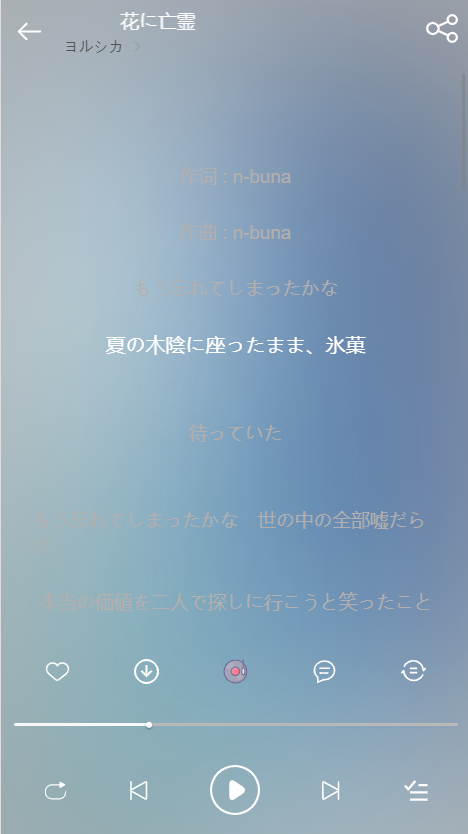 花に亡霊
ヨルシカ
作词 : n-buna
作曲 : n-buna
もう忘れてしまったかな
夏の木陰に座ったまま、氷菓
待っていた
もう忘れてしまったかな 世の中の全部嘘だら
け
本当の価値を二人で探しに行こうと笑ったこと